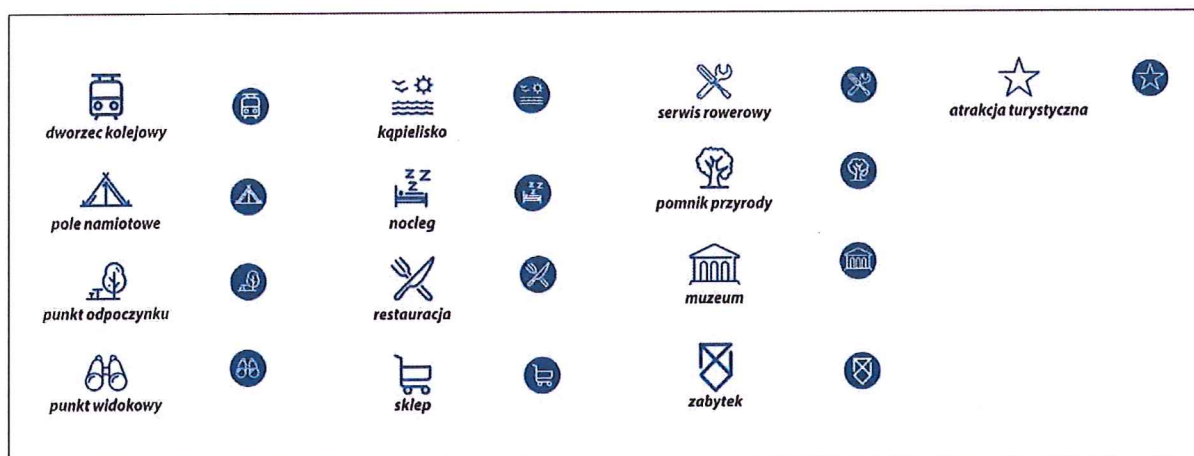 dworzec kolejowy
kąpielisko
serwis rowerowy
atrakcja turystyczna
pole namiotowe
nocleg
pomnik przyrody
punkt odpoczynku
restauracja
muzeum
punkt widokowy
sklep
zabytek